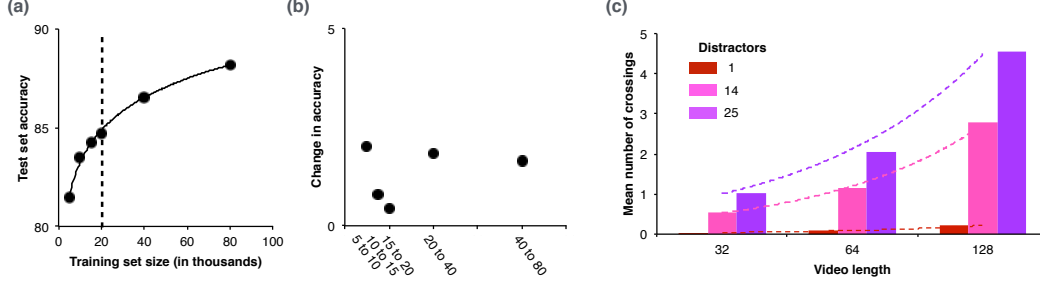 (a)
90
85
80
0
20
40
60
80
100
Test set accuracy
Training set size (in thousands)
(b)
5
0
Change in accuracy
5 to 10
10 to 15
15 to 20
20 to 40
40 to 80
(c)
5
4
3
2
1
0
Mean number of crossings
Distractors
1
14
25
32
64
128
Video length